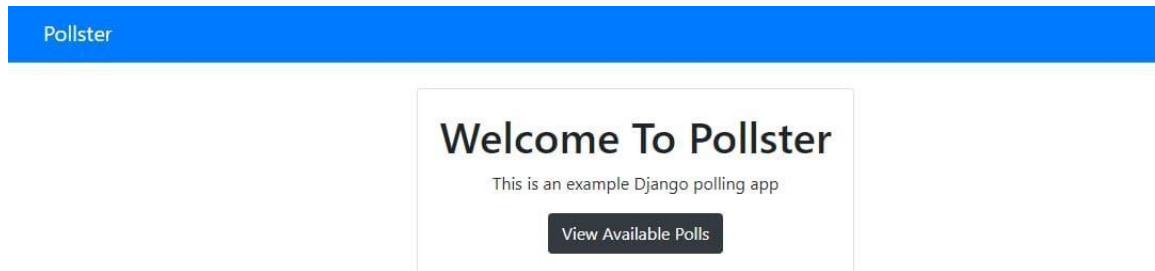 Pollster
Welcome To Pollster
This is an example Django polling app
View Available Polls